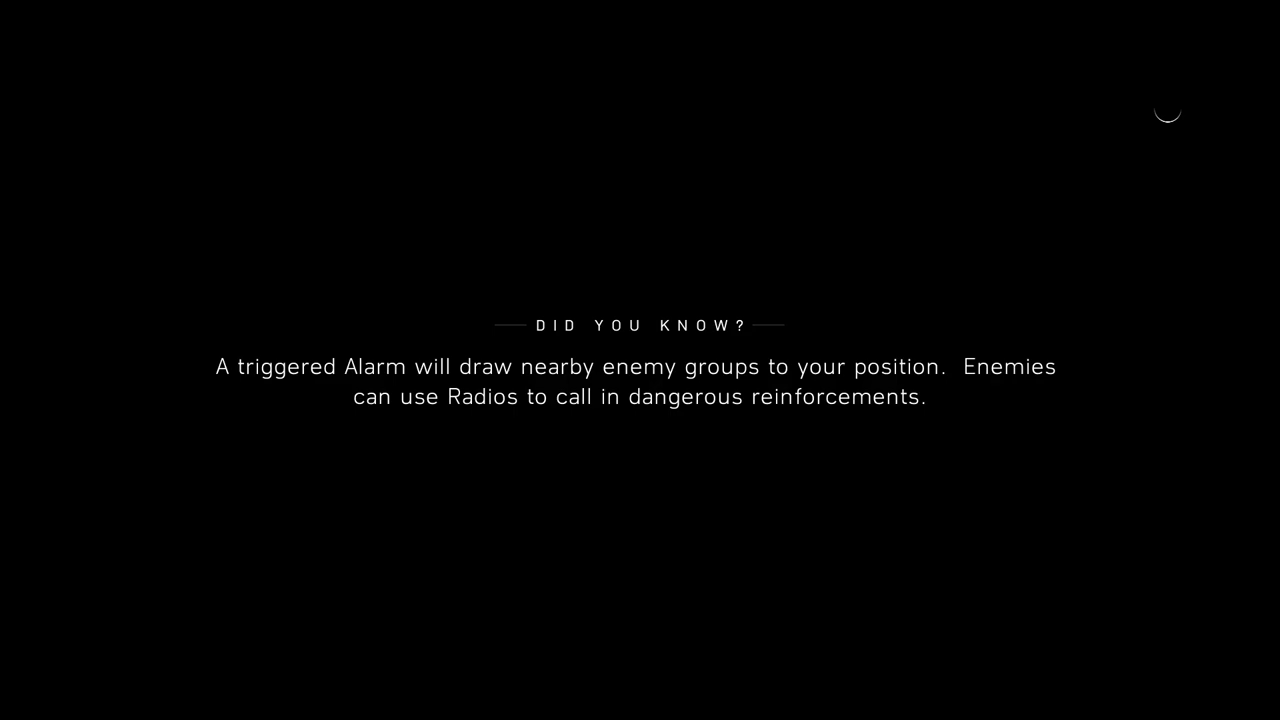 DID YOU KNOW?
A triggered Alarm will draw nearby enemy groups to your position.  Enemies
can use Radios to call in dangerous reinforcements.